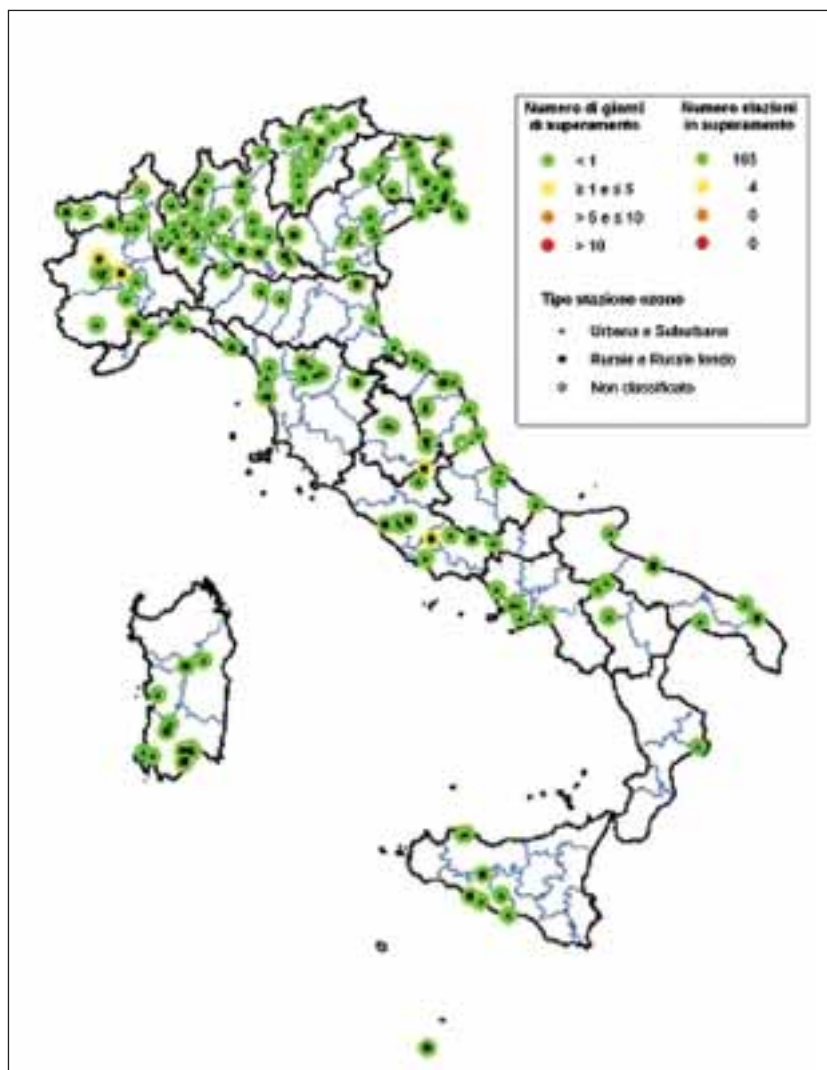 Numero di giorni
di superamento
Numero stazioni
in superamento
< 1
≥ 1 e ≤ 5 4
> 5 e ≤ 10 0
> 10 0
Tipo stazione ozono
Urbana e Suburbana
Rurale e Rurale fondo
Non classificato